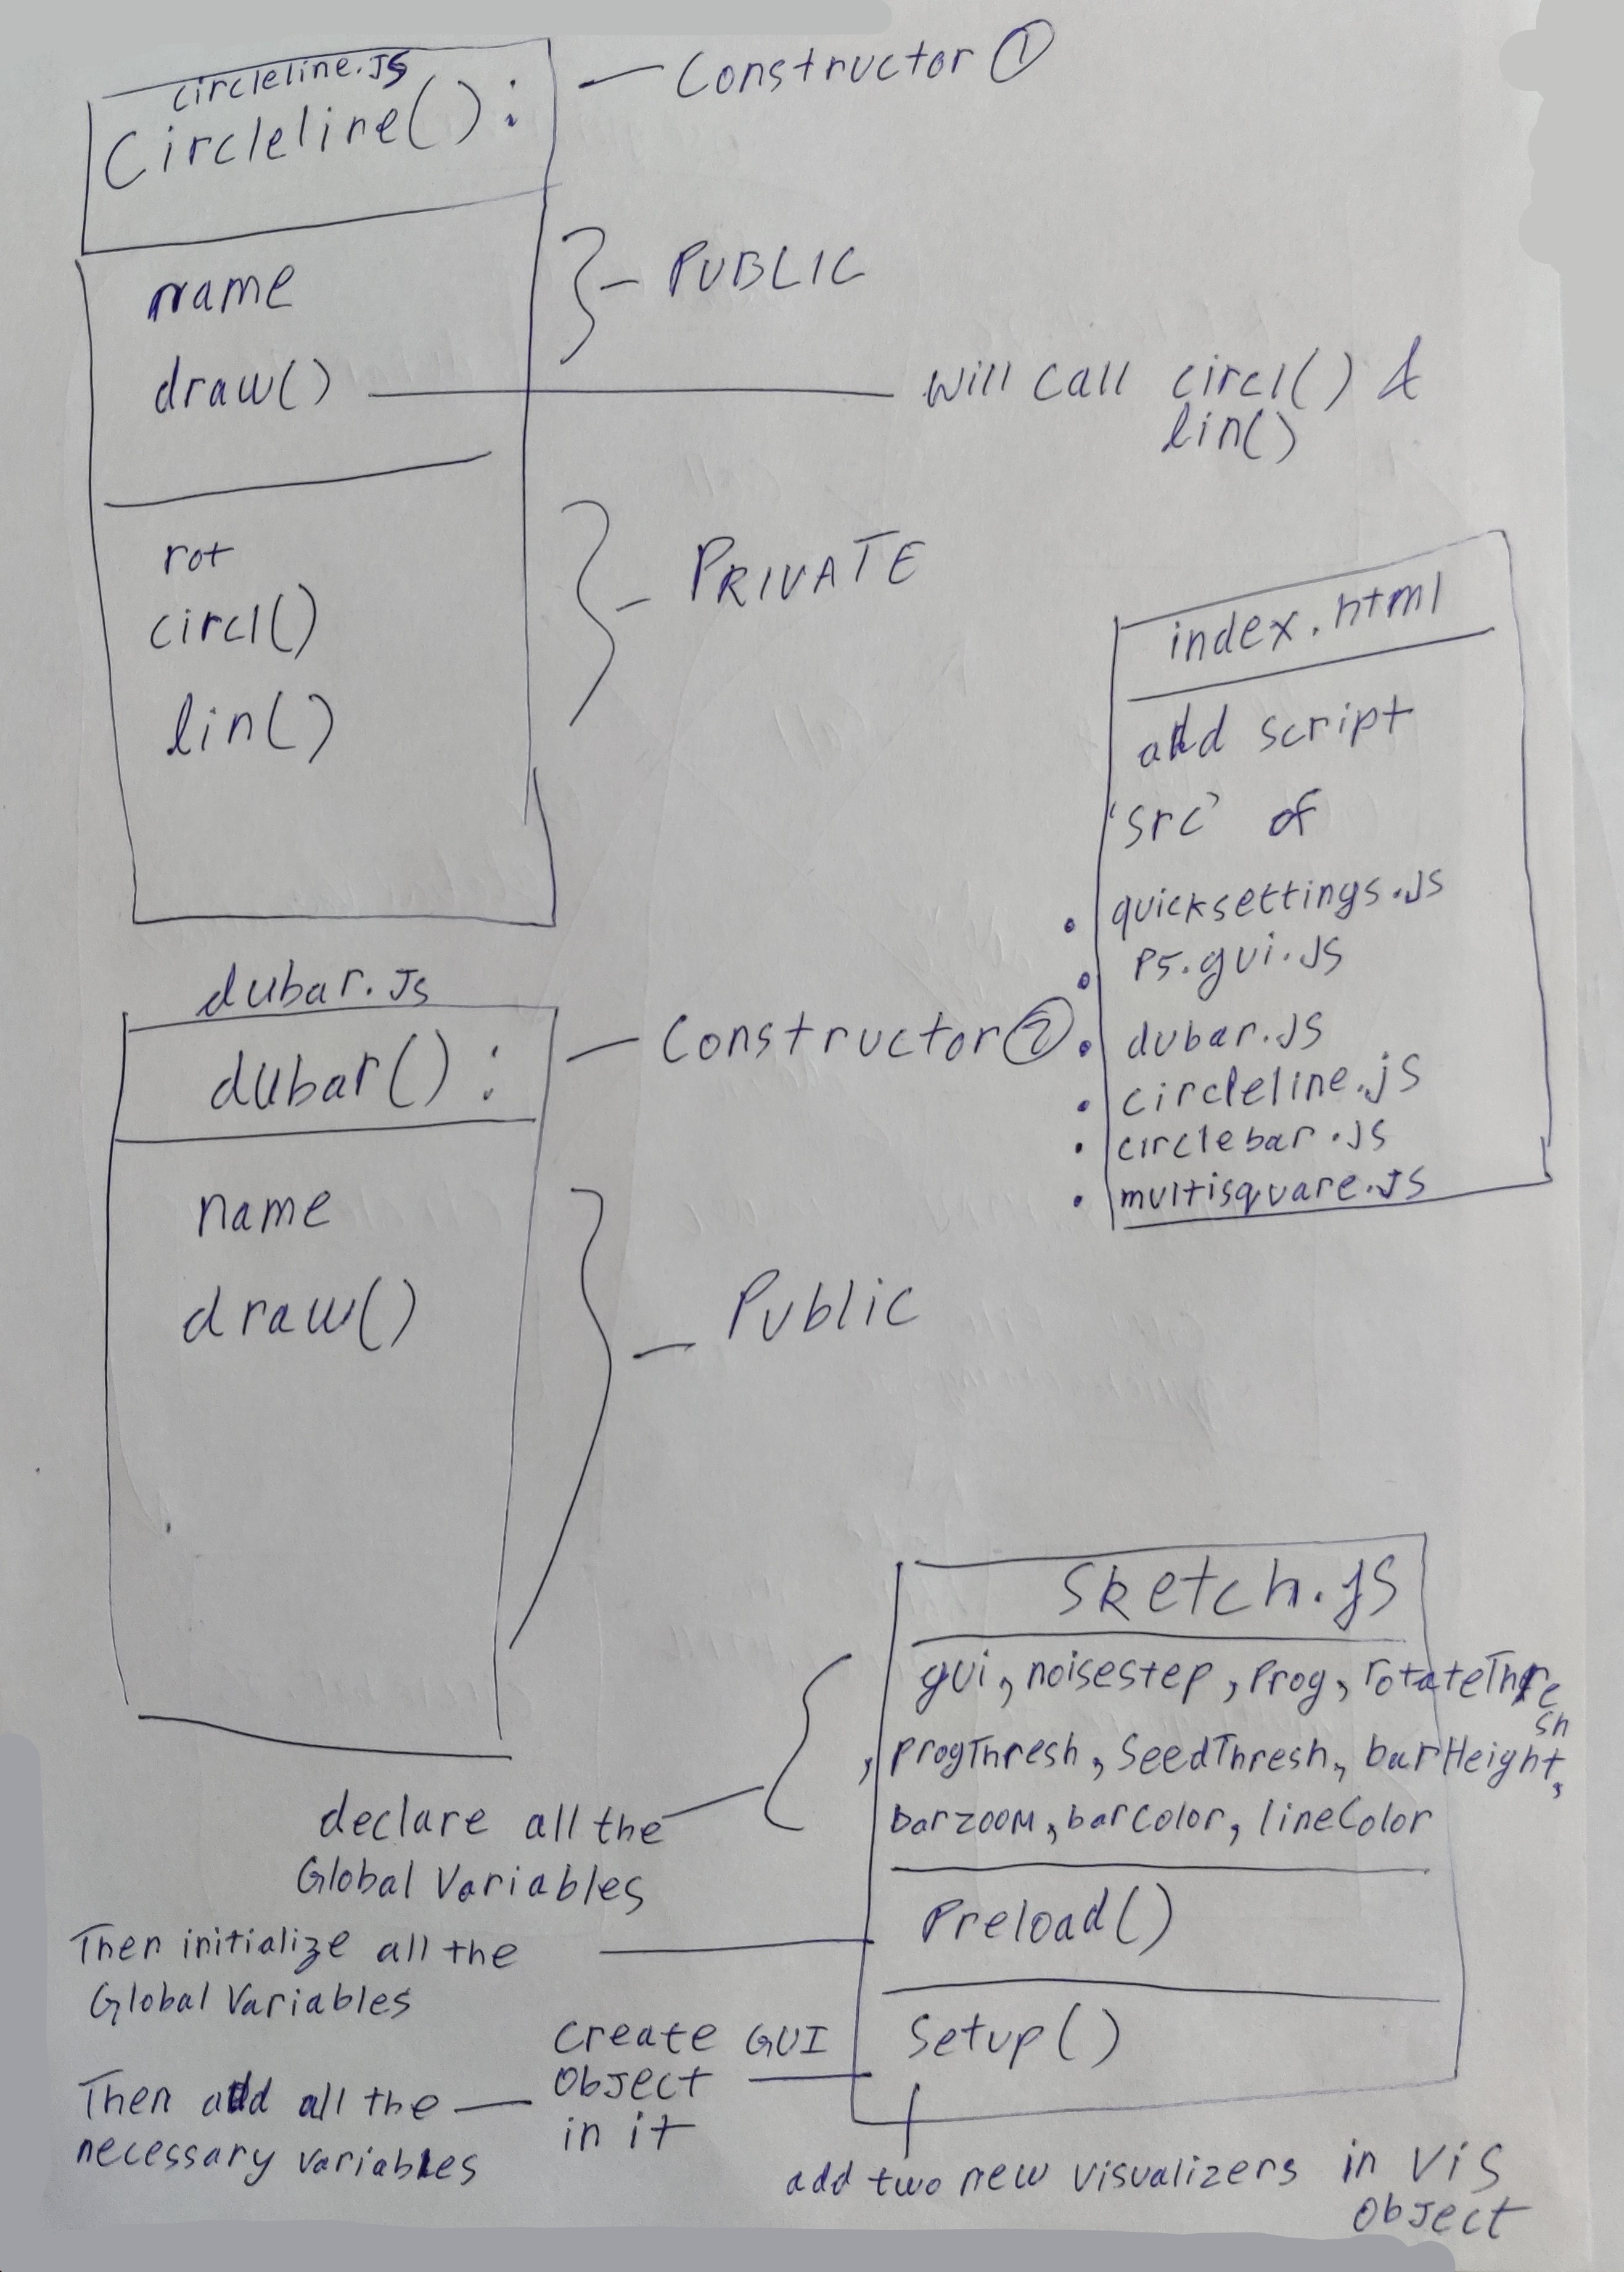 circleline.JS
Circleline():
— Constructor ①
name
draw()
PUBLIC
will call circl() &
lin()
rot
circl()
lin()
PRIVATE
index.html
add script
'src' of
• quicksettings.JS
• P5.gui.JS
• dubar.JS
• circleline.js
• circlebar.JS
• multisquare.JS
dubar.Js
dubar():
— Constructor ②
name
draw()
Public
sketch.JS
gui, noisestep, Prog, rotateThre
sh
, progThresh, SeedThresh, barHeight,
barzoom, barColor, lineColor
declare all the
Global Variables
Preload()
Then initialize all the
Global Variables
Setup()
Create GUI
Object
in it
Then add all the
necessary variables
add two new visualizers in Vis
Object